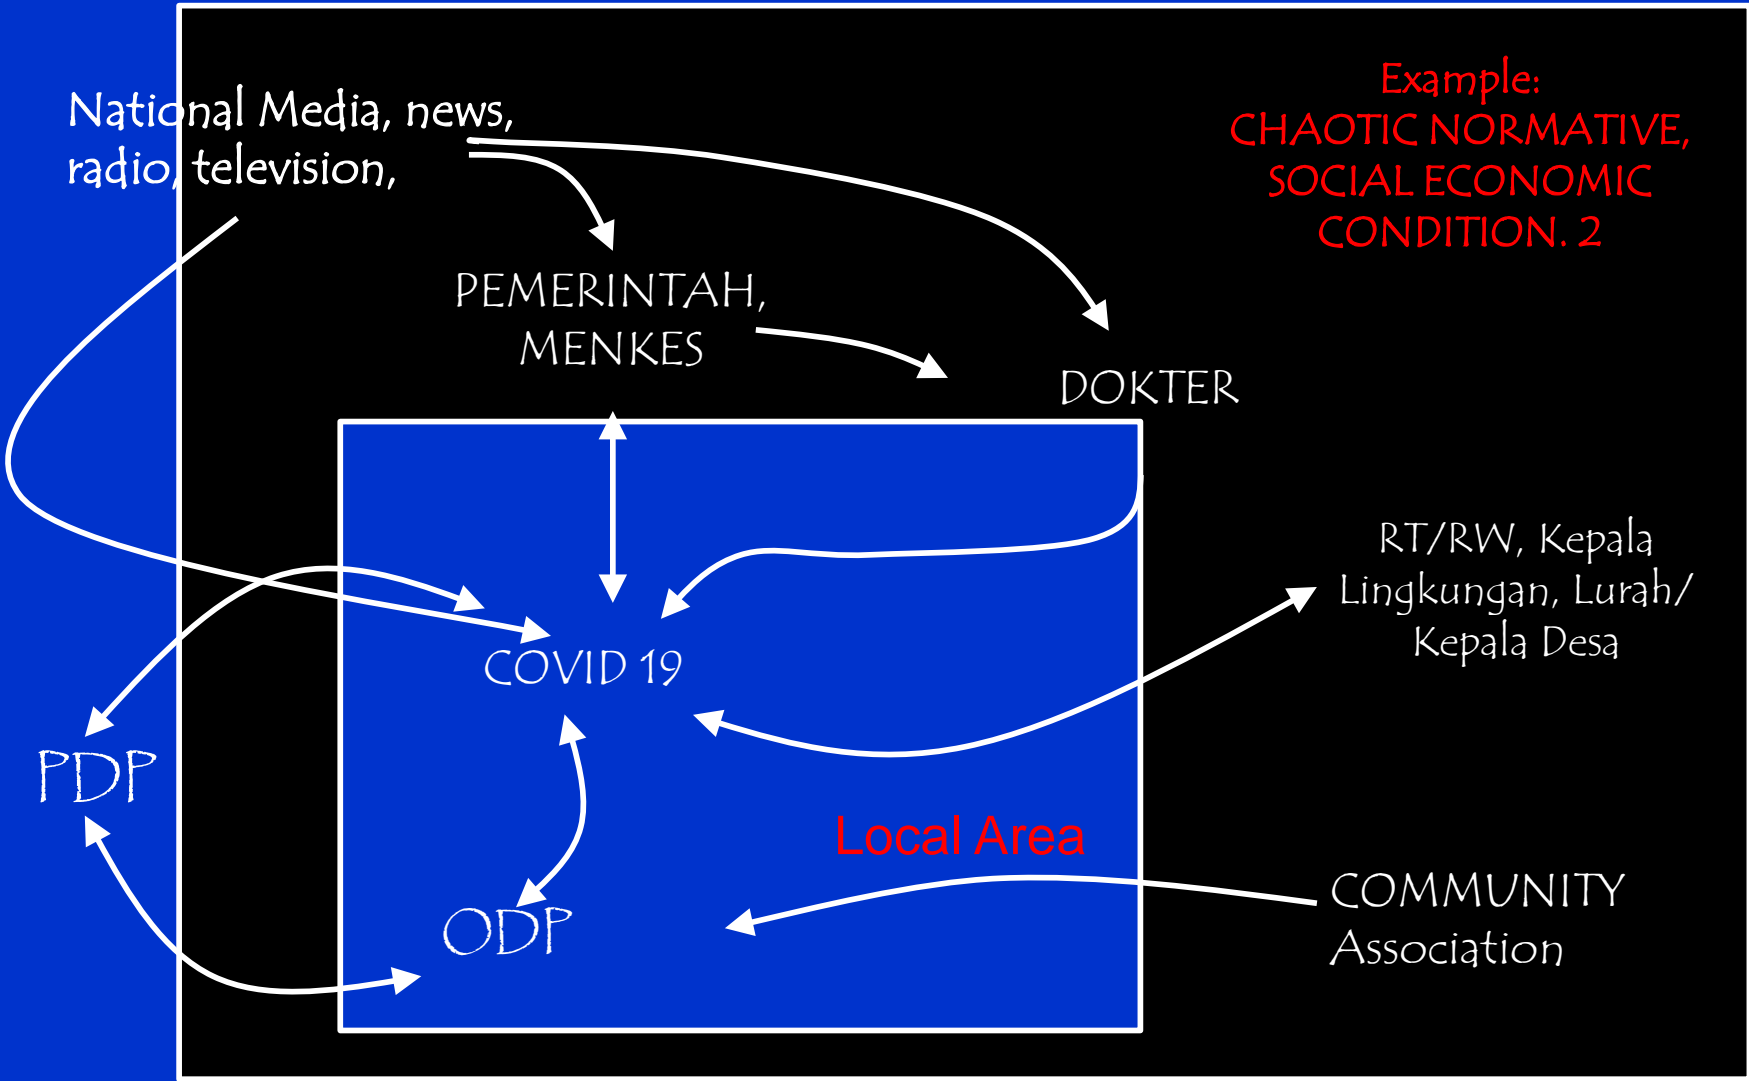 National Media, news,
radio, television,
Example:
CHAOTIC NORMATIVE,
SOCIAL ECONOMIC
CONDITION. 2
PEMERINTAH,
MENKES
DOKTER
RT/RW, Kepala
Lingkungan, Lurah/
Kepala Desa
COVID 19
PDP
Local Area
ODP
COMMUNITY
Association